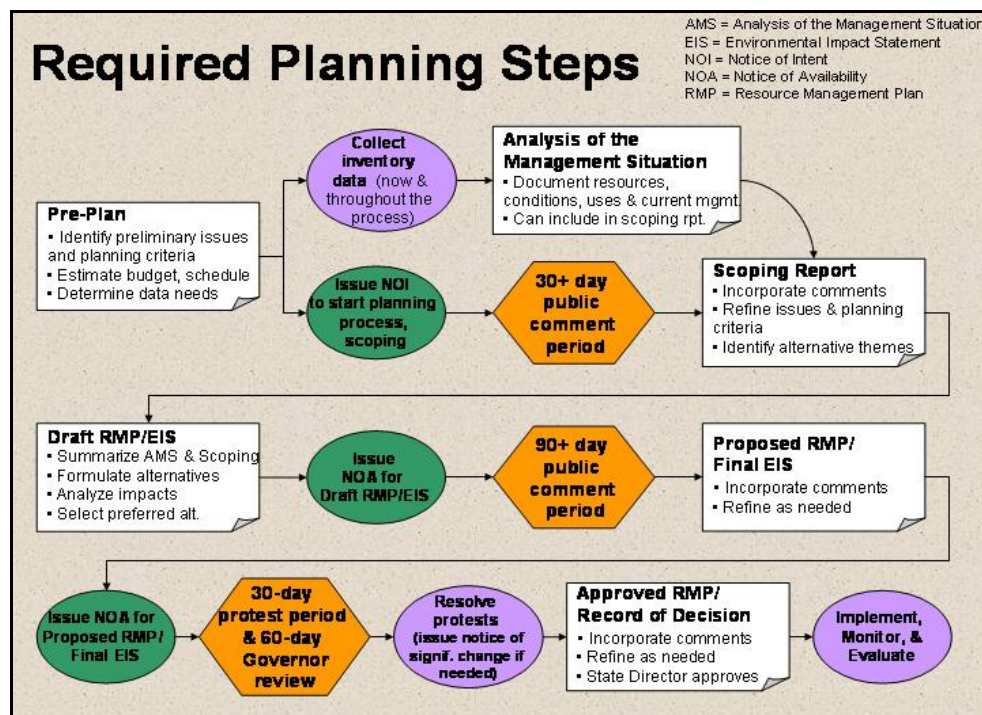 Required Planning Steps
AMS = Analysis of the Management Situation
EIS = Environmental Impact Statement
NOI = Notice of Intent
NOA = Notice of Availability
RMP = Resource Management Plan
Pre-Plan
▪ Identify preliminary issues
and planning criteria
▪ Estimate budget, schedule
▪ Determine data needs
Collect
inventory
data (now &
throughout the
process)
Analysis of the
Management Situation
▪ Document resources,
conditions, uses & current mgmt.
▪ Can include in scoping rpt.
Issue NOI
to start planning
process,
scoping
30+ day
public
comment
period
Scoping Report
▪ Incorporate comments
▪ Refine issues & planning
criteria
▪ Identify alternative themes
Draft RMP/EIS
▪ Summarize AMS & Scoping
▪ Formulate alternatives
▪ Analyze impacts
▪ Select preferred alt.
Issue
NOA for
Draft RMP/EIS
90+ day
public
comment
period
Proposed RMP/
Final EIS
▪ Incorporate comments
▪ Refine as needed
Issue NOA for
Proposed RMP/
Final EIS
30-day
protest period
& 60-day
Governor
review
Resolve
protests
(issue notice of
signif. change if
needed)
Approved RMP/
Record of Decision
▪ Incorporate comments
▪ Refine as needed
▪ State Director approves
Implement,
Monitor, &
Evaluate